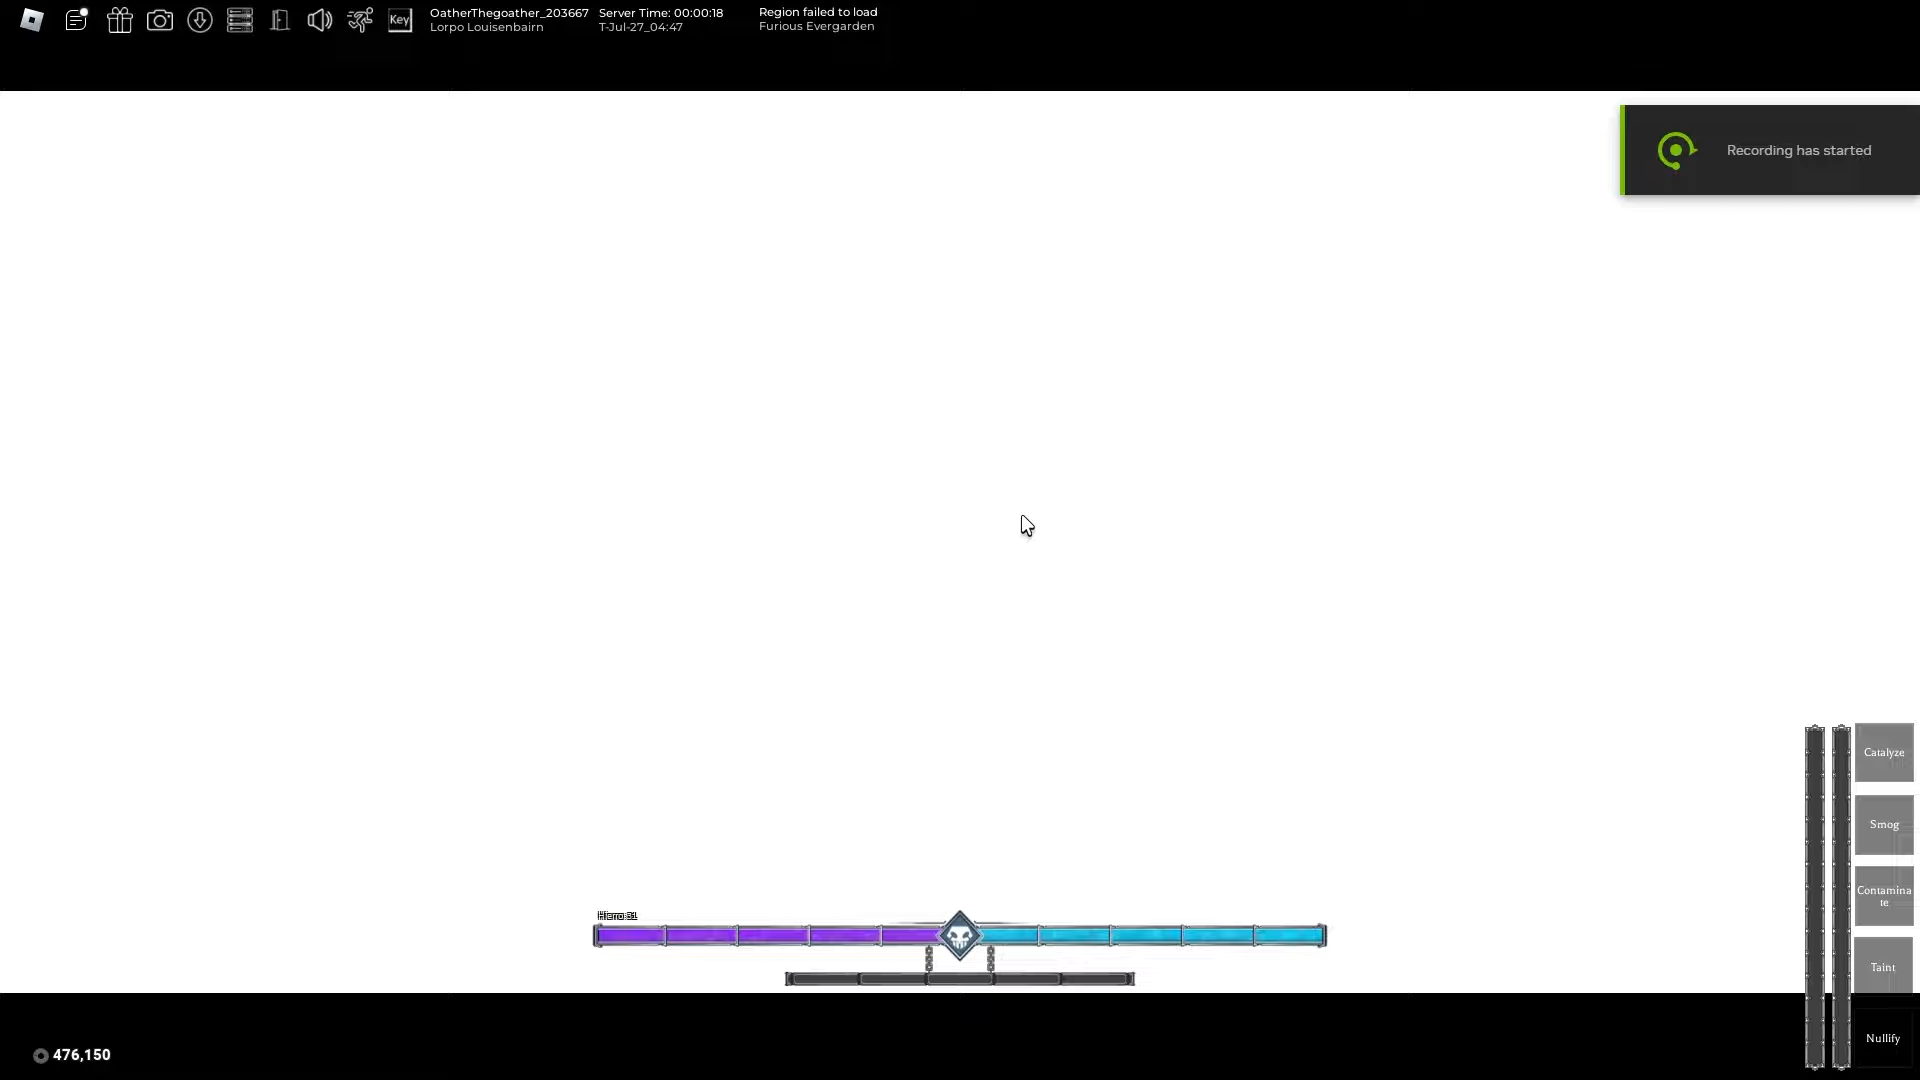 Key
OatherThegoather_203667
Lorpo Louisenbairn
Server Time: 00:00:18
T-Jul-27_04:47
Region failed to load
Furious Evergarden
Recording has started
Catalyze
Smog
Contamina
te
Taint
Nullify
476,150